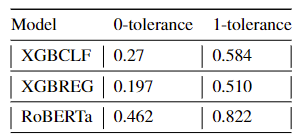 Model 0-tolerance 1-tolerance
XGBCLF 0.27 0.584
XGBREG 0.197 0.510
RoBERTa 0.462 0.822